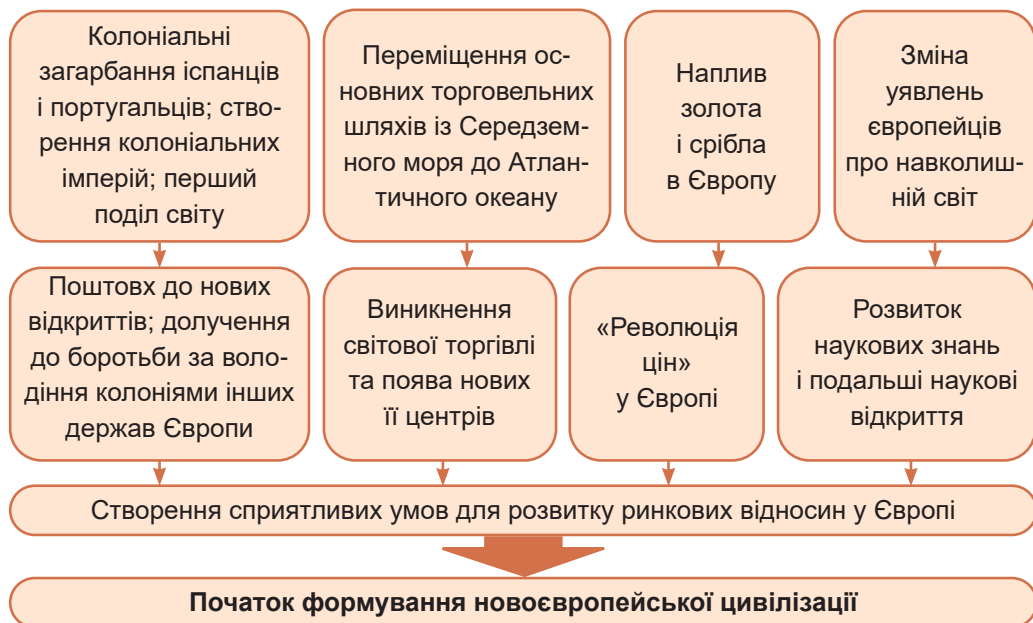 Колоніальні
загарбання іспанців
і португальців; ство-
рення колоніальних
імперій; перший
поділ світу
Переміщення ос-
новних торговельних
шляхів із Середзем-
ного моря до Атлан-
тичного океану
Наплив
золота
і срібла
в Європу
Зміна
уявлень
європейців
про навколиш-
ній світ
Поштовх до нових
відкриттів; долучення
до боротьби за воло-
діння колоніями інших
держав Європи
Виникнення
світової торгівлі
та поява нових
її центрів
«Революція
цін»
у Європі
Розвиток
наукових знань
і подальші наукові
відкриття
Створення сприятливих умов для розвитку ринкових відносин у Європі
Початок формування новоєвропейської цивілізації